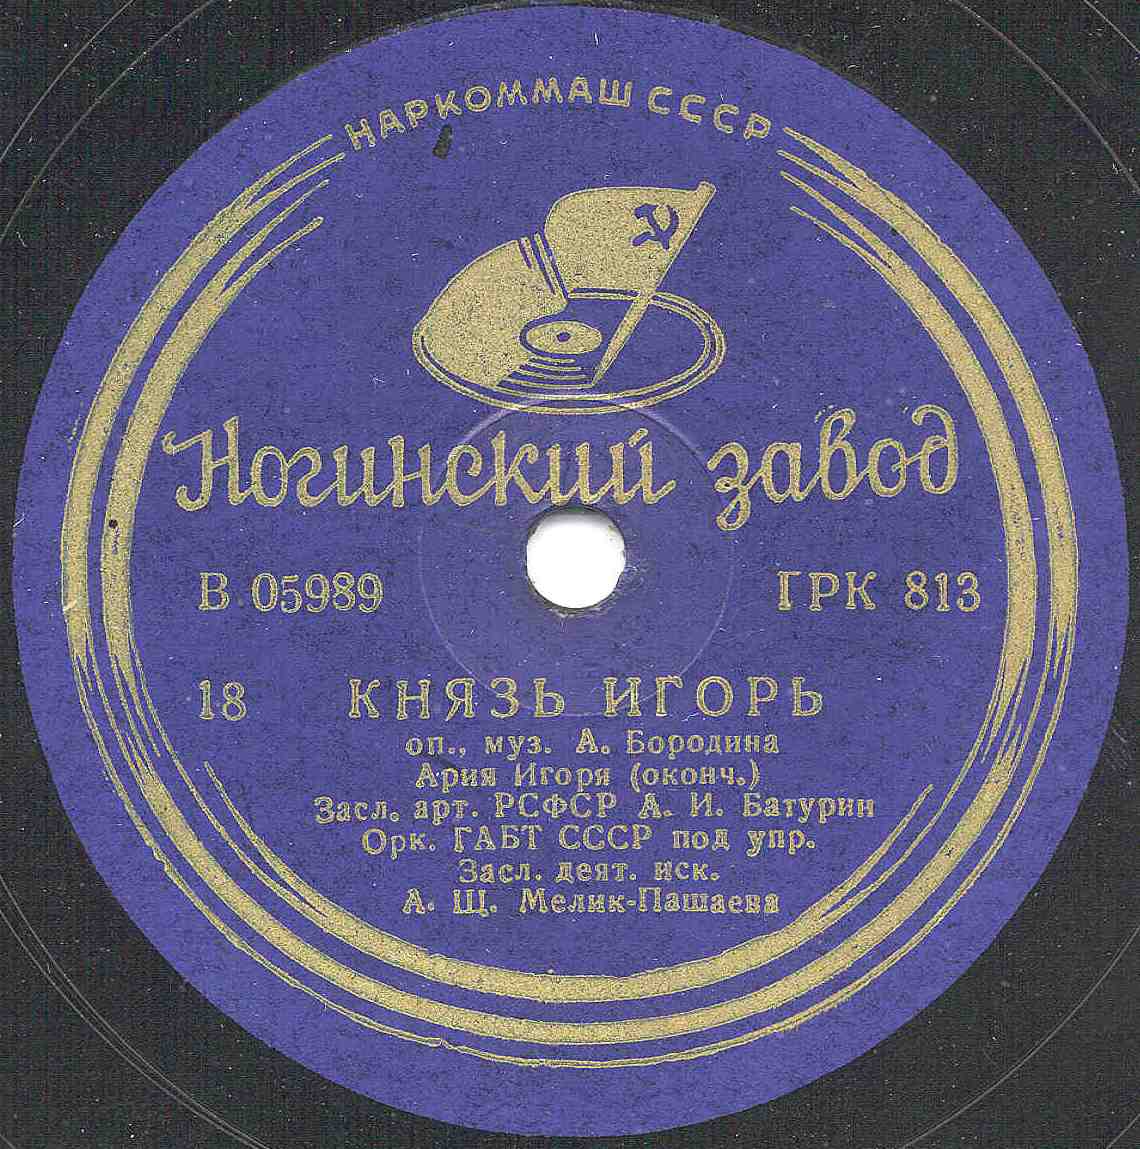 НАРКОММАШ СССР
Ногинский завод
В 05989
ГРК 813
18 КНЯЗЬ ИГОРЬ
оп., муз. А. Бородина
Ария Игоря (оконч.)
Засл. арт. РСФСР А. И. Батурин
Орк. ГАБТ СССР под упр.
Засл. деят. иск.
А. Щ. Мелик-Пашаева